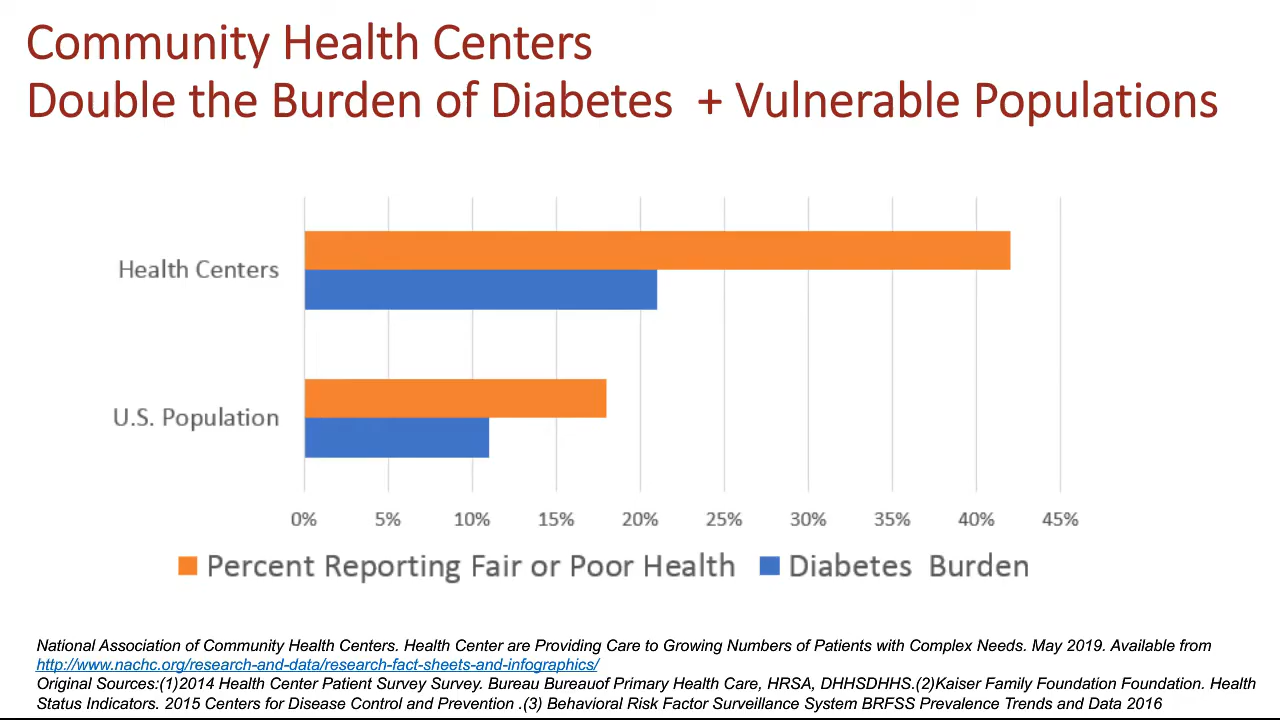 Community Health Centers
Double the Burden of Diabetes + Vulnerable Populations
Health Centers
U.S. Population
0% 5% 10% 15% 20% 25% 30% 35% 40% 45%
Percent Reporting Fair or Poor Health Diabetes Burden
National Association of Community Health Centers. Health Center are Providing Care to Growing Numbers of Patients with Complex Needs. May 2019. Available from
http://www.nachc.org/research-and-data/research-fact-sheets-and-infographics/
Original Sources:(1)2014 Health Center Patient Survey Survey. Bureau Bureauof Primary Health Care, HRSA, DHHSDHHS.(2)Kaiser Family Foundation Foundation. Health
Status Indicators. 2015 Centers for Disease Control and Prevention .(3) Behavioral Risk Factor Surveillance System BRFSS Prevalence Trends and Data 2016